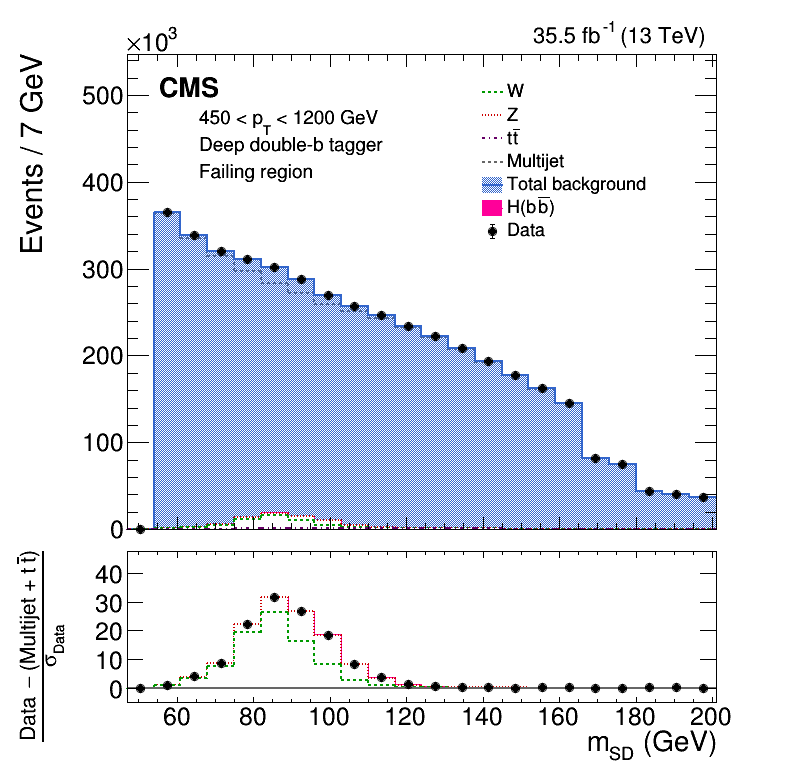 ×10³
35.5 fb⁻¹ (13 TeV)
Events / 7 GeV
CMS
450 < p_T < 1200 GeV
Deep double-b tagger
Failing region
W
Z
tt̅
Multijet
Total background
H(bb̅)
Data
500
400
300
200
100
0
Data − (Multijet + tt̅)
σ_Data
40
30
20
10
0
60 80 100 120 140 160 180 200
m_SD (GeV)